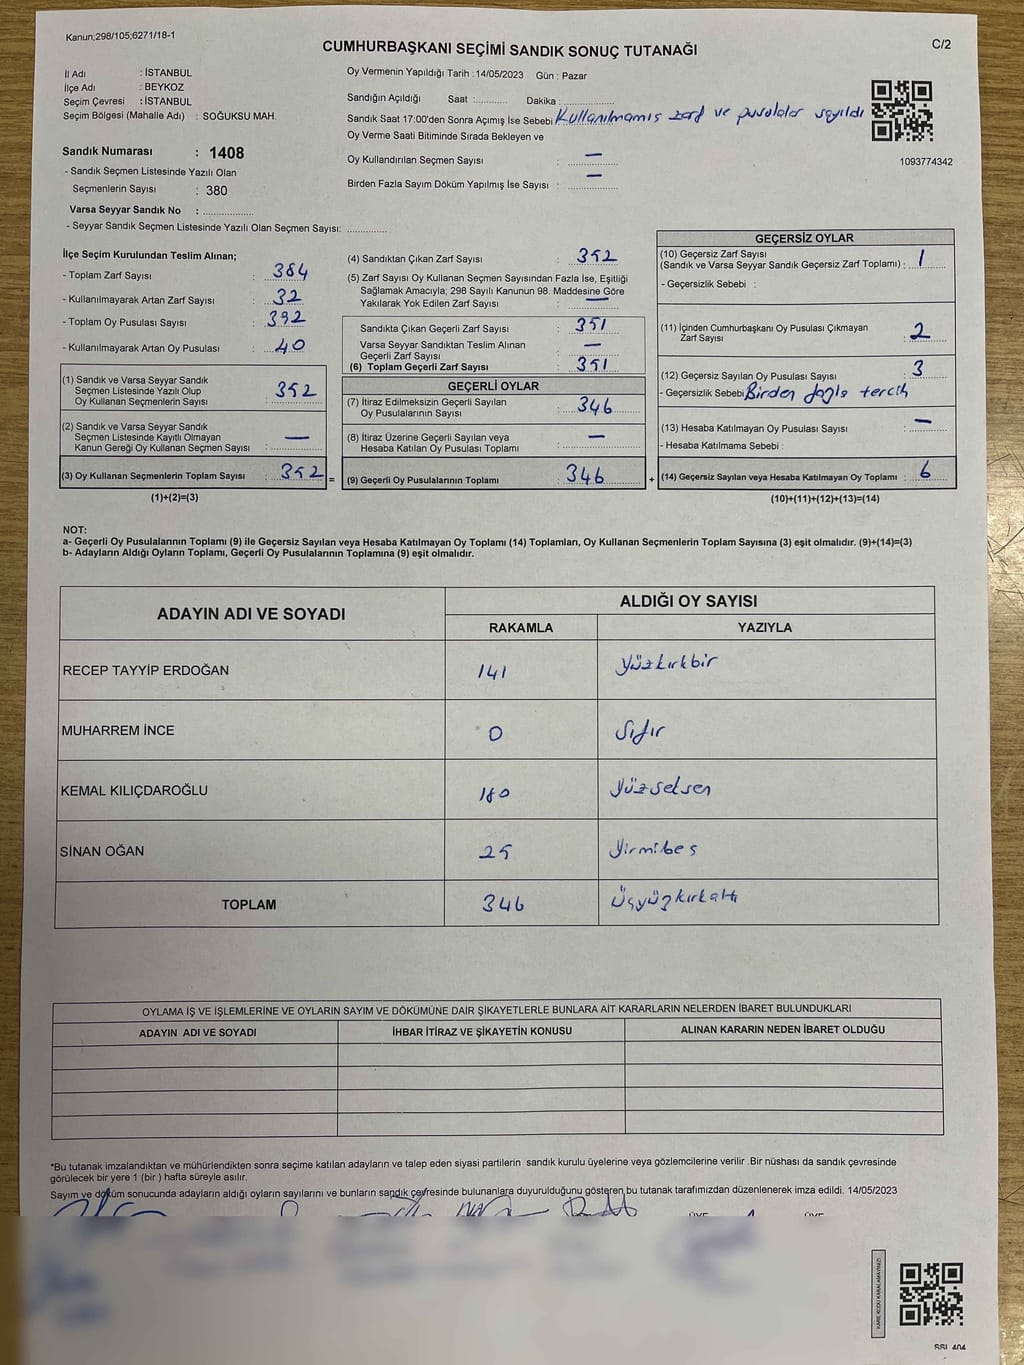 Kanun;298/105;6271/18-1
CUMHURBAŞKANI SEÇİMİ SANDIK SONUÇ TUTANAĞI
C/2
İl Adı : İSTANBUL
İlçe Adı : BEYKOZ
Seçim Çevresi : İSTANBUL
Seçim Bölgesi (Mahalle Adı) : SOĞUKSU MAH.
Sandık Numarası : 1408
- Sandık Seçmen Listesinde Yazılı Olan
Seçmenlerin Sayısı : 380
Varsa Seyyar Sandık No : ..................
- Seyyar Sandık Seçmen Listesinde Yazılı Olan Seçmen Sayısı: ..............
Oy Vermenin Yapıldığı Tarih : 14/05/2023 Gün : Pazar
Sandığın Açıldığı Saat :........... Dakika : ..................
Sandık Saat 17:00'den Sonra Açımış İse Sebebi Kullanılmamış zarf ve pusulalar sayıldı
Oy Verme Saati Bitiminde Sırada Bekleyen ve
Oy Kullandırılan Seçmen Sayısı : —
Birden Fazla Sayım Döküm Yapılmış İse Sayısı : —
1093774342
İlçe Seçim Kurulundan Teslim Alınan;
- Toplam Zarf Sayısı : 384
- Kullanılmayarak Artan Zarf Sayısı : 32
- Toplam Oy Pusulası Sayısı : 392
- Kullanılmayarak Artan Oy Pusulası : 40
(1) Sandık ve Varsa Seyyar Sandık
Seçmen Listesinde Yazılı Olup
Oy Kullanan Seçmenlerin Sayısı : 352
(2) Sandık ve Varsa Seyyar Sandık
Seçmen Listesinde Kayıtlı Olmayan
Kanun Gereği Oy Kullanan Seçmen Sayısı : —
(3) Oy Kullanan Seçmenlerin Toplam Sayısı : 352 =
(1)+(2)=(3)
(4) Sandıktan Çıkan Zarf Sayısı : 352
(5) Zarf Sayısı Oy Kullanan Seçmen Sayısından Fazla İse, Eşitliği
Sağlamak Amacıyla; 298 Sayılı Kanunun 98. Maddesine Göre
Yakılarak Yok Edilen Zarf Sayısı : —
Sandıkta Çıkan Geçerli Zarf Sayısı : 351
Varsa Seyyar Sandıktan Teslim Alınan
Geçerli Zarf Sayısı : —
(6) Toplam Geçerli Zarf Sayısı : 351
GEÇERLİ OYLAR
(7) İtiraz Edilmeksizin Geçerli Sayılan
Oy Pusulalarının Sayısı : 346
(8) İtiraz Üzerine Geçerli Sayılan veya
Hesaba Katılan Oy Pusulası Toplamı : —
(9) Geçerli Oy Pusulalarının Toplamı : 346 +
GEÇERSİZ OYLAR
(10) Geçersiz Zarf Sayısı
(Sandık ve Varsa Seyyar Sandık Geçersiz Zarf Toplamı) : 1
- Geçersizlik Sebebi :
(11) İçinden Cumhurbaşkanı Oy Pusulası Çıkmayan
Zarf Sayısı : 2
(12) Geçersiz Sayılan Oy Pusulası Sayısı : 3
- Geçersizlik Sebebi Birden fazla tercih
(13) Hesaba Katılmayan Oy Pusulası Sayısı : —
- Hesaba Katılmama Sebebi :
(14) Geçersiz Sayılan veya Hesaba Katılmayan Oy Toplamı : 6
(10)+(11)+(12)+(13)=(14)
NOT:
a- Geçerli Oy Pusulalarının Toplamı (9) ile Geçersiz Sayılan veya Hesaba Katılmayan Oy Toplamı (14) Toplamları, Oy Kullanan Seçmenlerin Toplam Sayısına (3) eşit olmalıdır. (9)+(14)=(3)
b- Adayların Aldığı Oyların Toplamı, Geçerli Oy Pusulalarının Toplamına (9) eşit olmalıdır.
ADAYIN ADI VE SOYADI ALDIĞI OY SAYISI
RAKAMLA YAZIYLA
RECEP TAYYİP ERDOĞAN 141 yüzkırkbir
MUHARREM İNCE 0 Sıfır
KEMAL KILIÇDAROĞLU 180 Yüzseksen
SİNAN OĞAN 25 Yirmibeş
TOPLAM 346 Üçyüzkırkaltı
OYLAMA İŞ VE İŞLEMLERİNE VE OYLARIN SAYIM VE DÖKÜMÜNE DAİR ŞİKAYETLERLE BUNLARA AİT KARARLARIN NELERDEN İBARET BULUNDUKLARI
ADAYIN ADI VE SOYADI İHBAR İTİRAZ VE ŞİKAYETİN KONUSU ALINAN KARARIN NEDEN İBARET OLDUĞU
*Bu tutanak imzalandıktan ve mühürlendikten sonra seçime katılan adayların ve talep eden siyasi partilerin sandık kurulu üyelerine veya gözlemcilerine verilir .Bir nüshası da sandık çevresinde
görülecek bir yere 1 (bir ) hafta süreyle asılır.
Sayım ve döküm sonucunda adayların aldığı oyların sayılarını ve bunların sandık çevresinde bulunanlara duyurulduğunu gösteren bu tutanak tarafımızdan düzenlenerek imza edildi. 14/05/2023
ÜYE ÜYE
KARE KODU KARALAMAYINIZ!